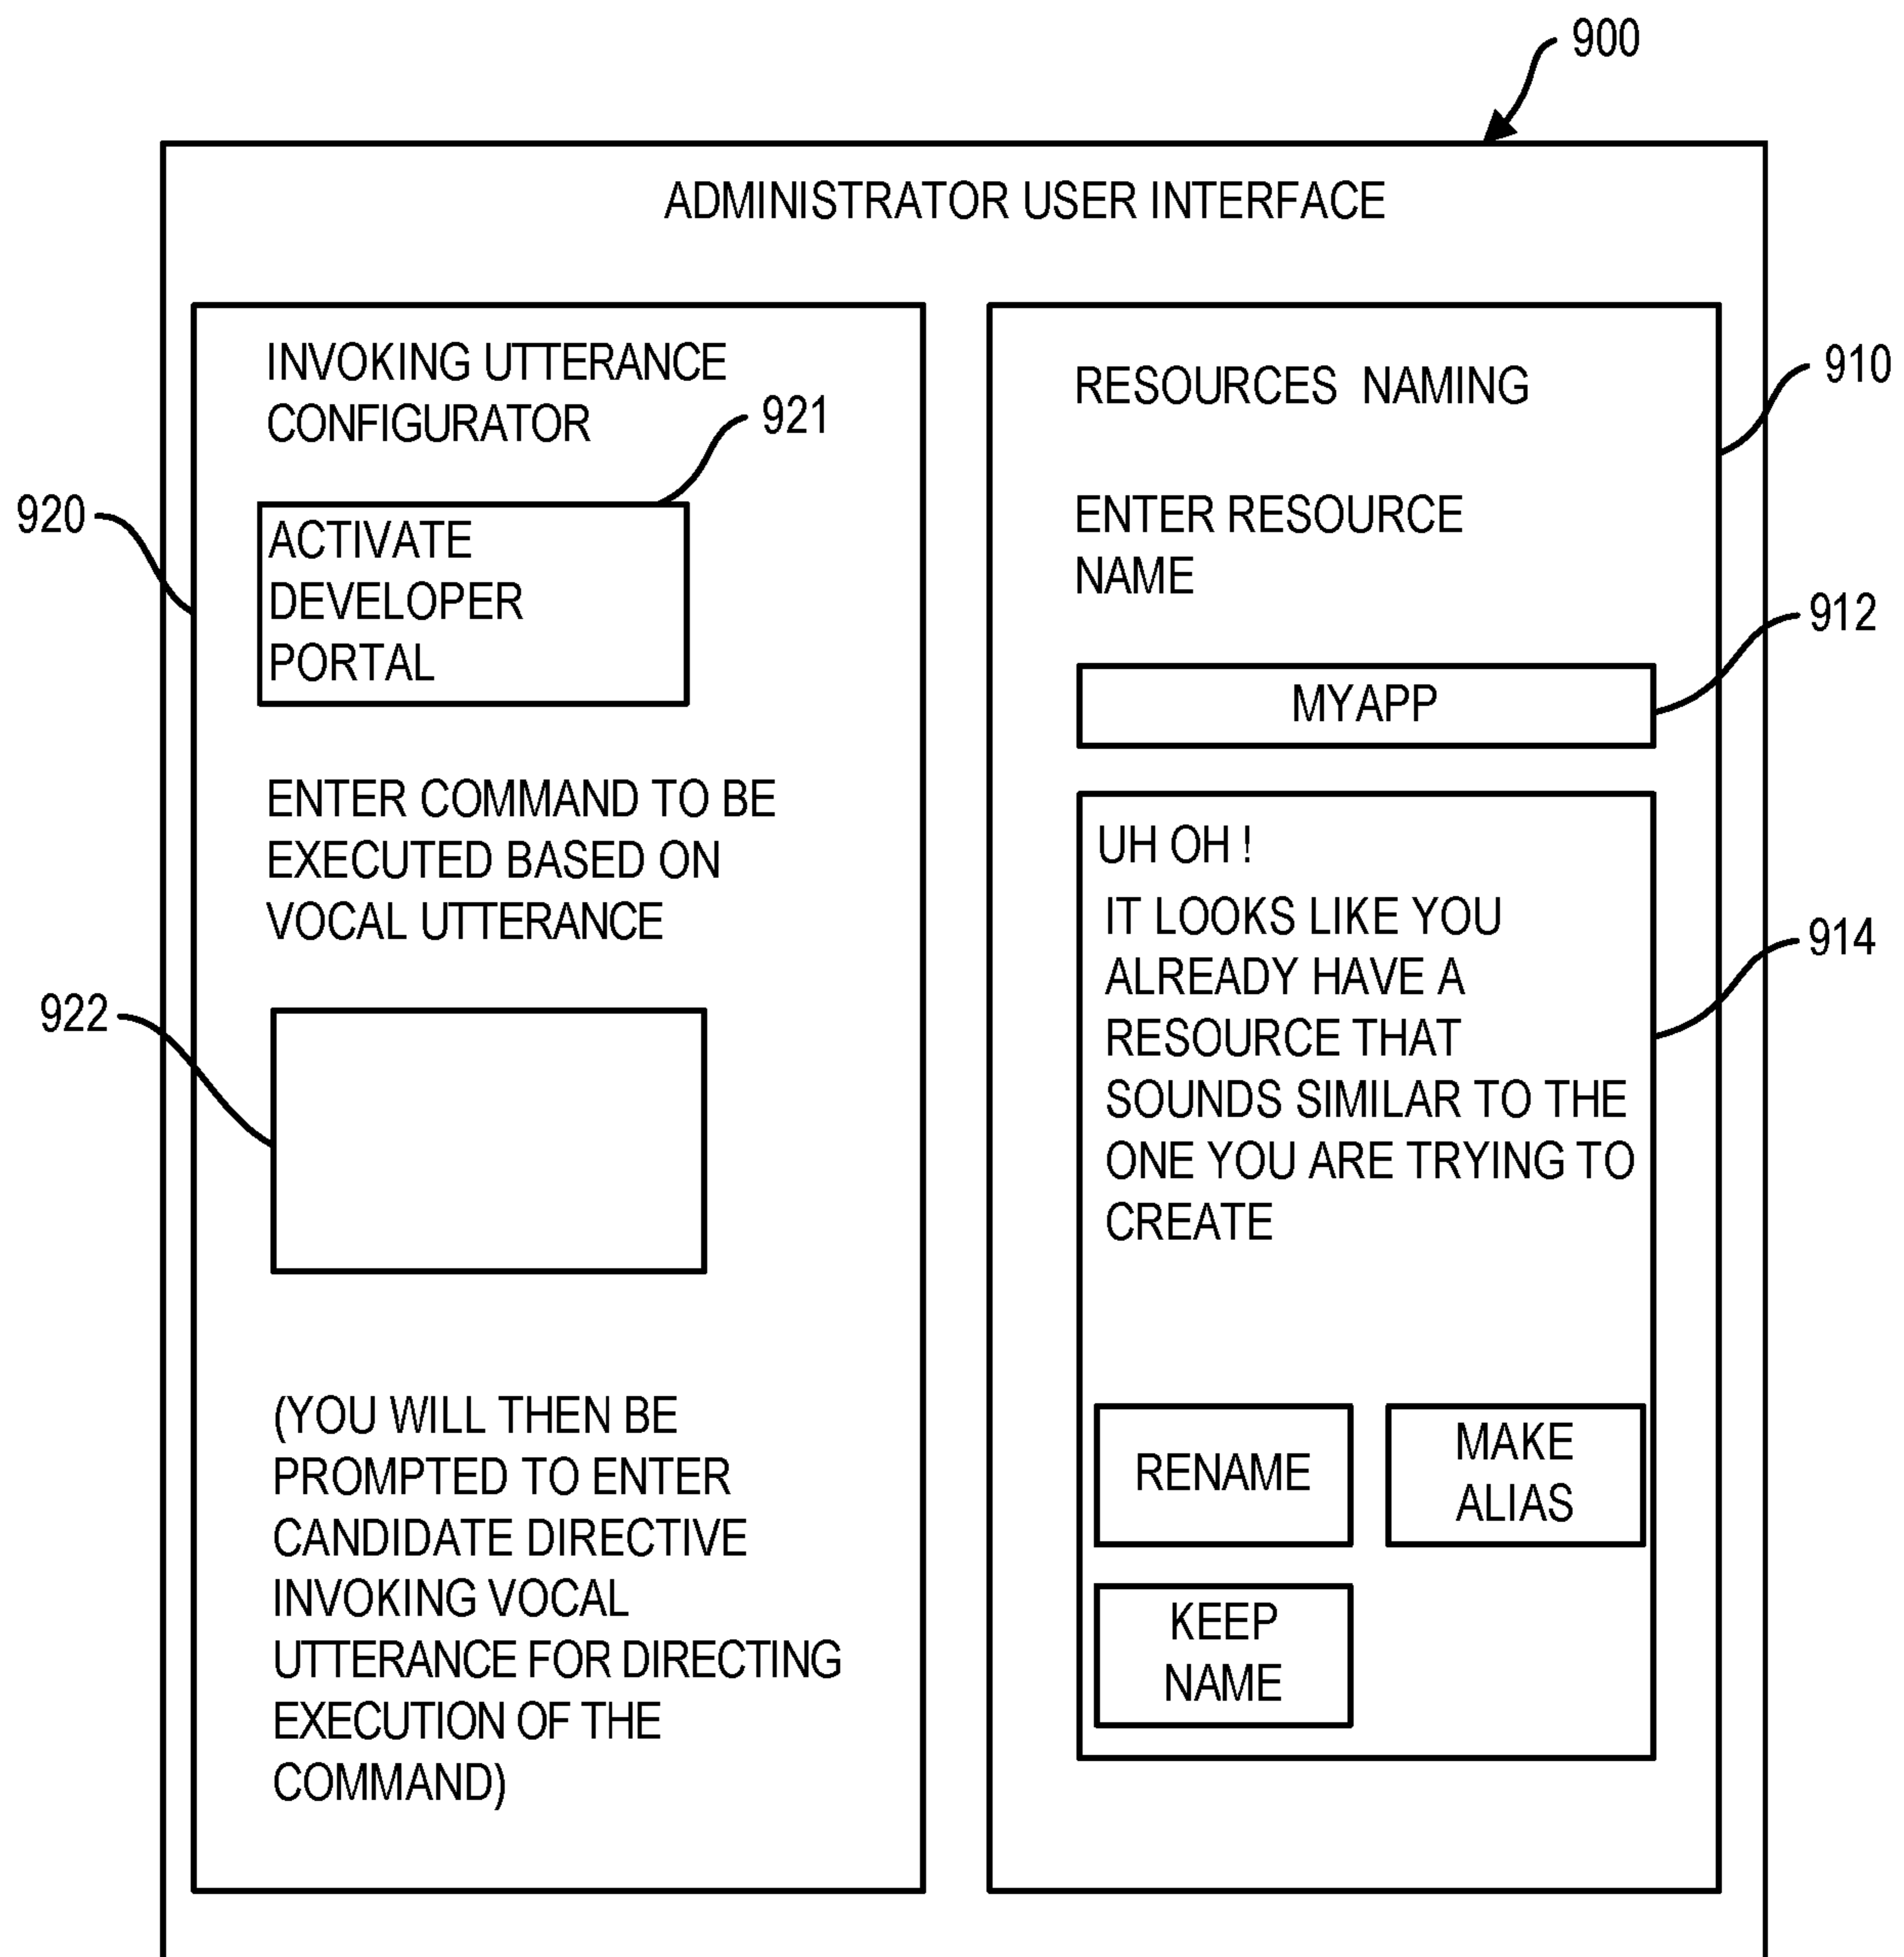 900
ADMINISTRATOR USER INTERFACE
INVOKING UTTERANCE
CONFIGURATOR
921
920
ACTIVATE
DEVELOPER
PORTAL
ENTER COMMAND TO BE
EXECUTED BASED ON
VOCAL UTTERANCE
922
(YOU WILL THEN BE
PROMPTED TO ENTER
CANDIDATE DIRECTIVE
INVOKING VOCAL
UTTERANCE FOR DIRECTING
EXECUTION OF THE
COMMAND)
RESOURCES NAMING
910
ENTER RESOURCE
NAME
912
MYAPP
UH OH !
IT LOOKS LIKE YOU
ALREADY HAVE A
RESOURCE THAT
SOUNDS SIMILAR TO THE
ONE YOU ARE TRYING TO
CREATE
914
RENAME
MAKE
ALIAS
KEEP
NAME